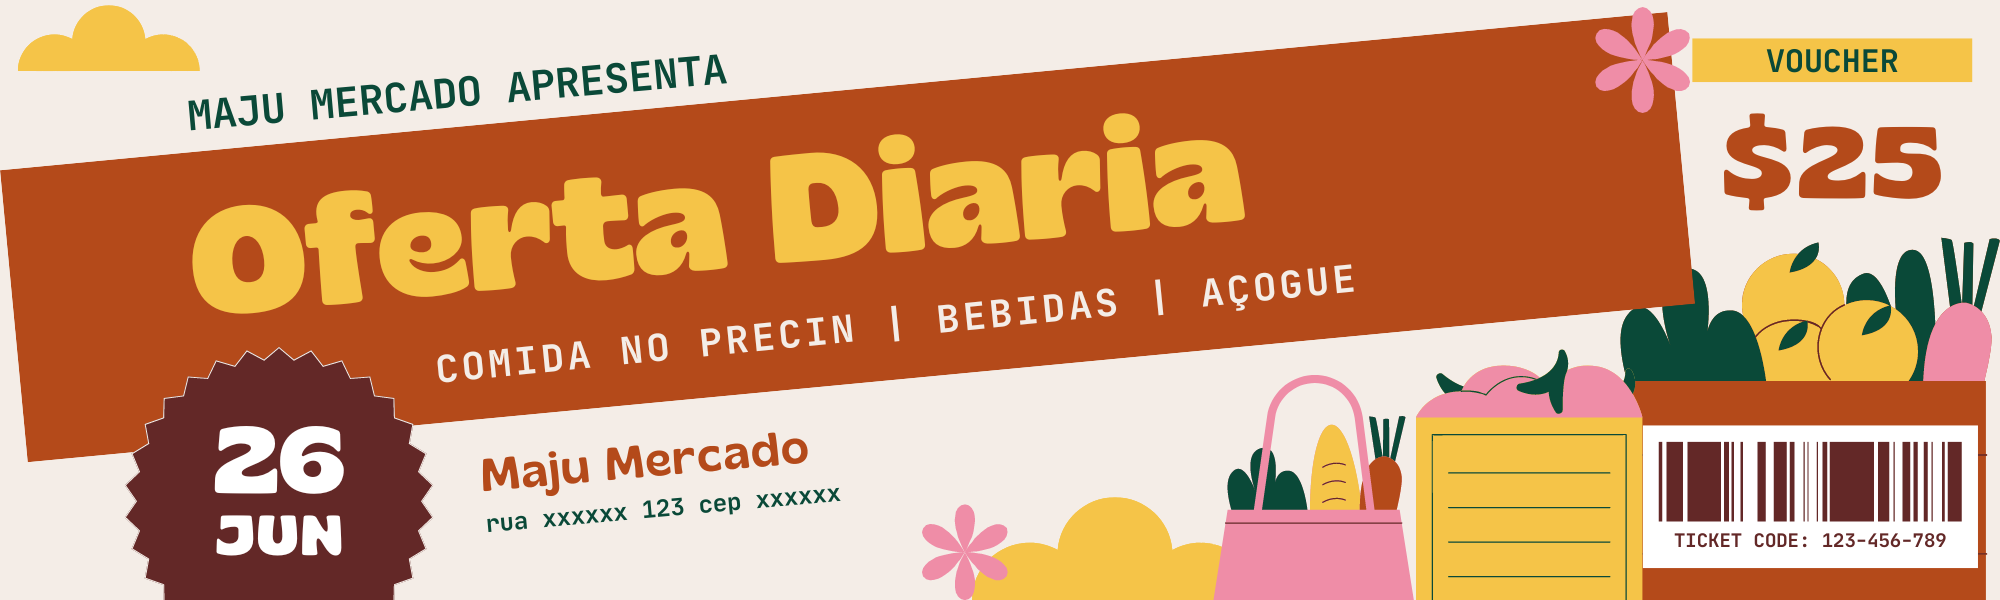 MAJU MERCADO APRESENTA
Oferta Diaria
COMIDA NO PRECIN | BEBIDAS | AÇOGUE
VOUCHER
$25
26
JUN
Maju Mercado
rua xxxxxx 123 cep xxxxxx
TICKET CODE: 123-456-789